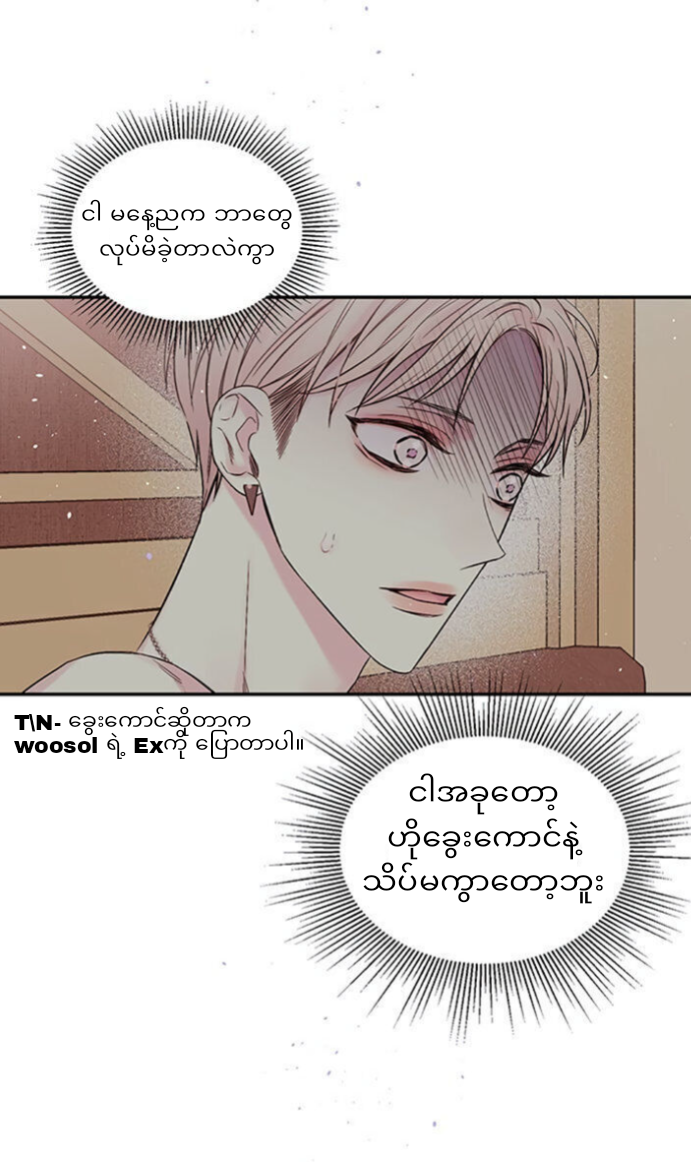 ငါ မနေ့ညက ဘာတွေ
လုပ်မိခဲ့တာလဲကွာ
T\N- ခွေးကောင်ဆိုတာက
woosol ရဲ့ Exကို ပြောတာပါ။
ငါအခုတော့
ဟိုခွေးကောင်နဲ့
သိပ်မကွာတော့ဘူး